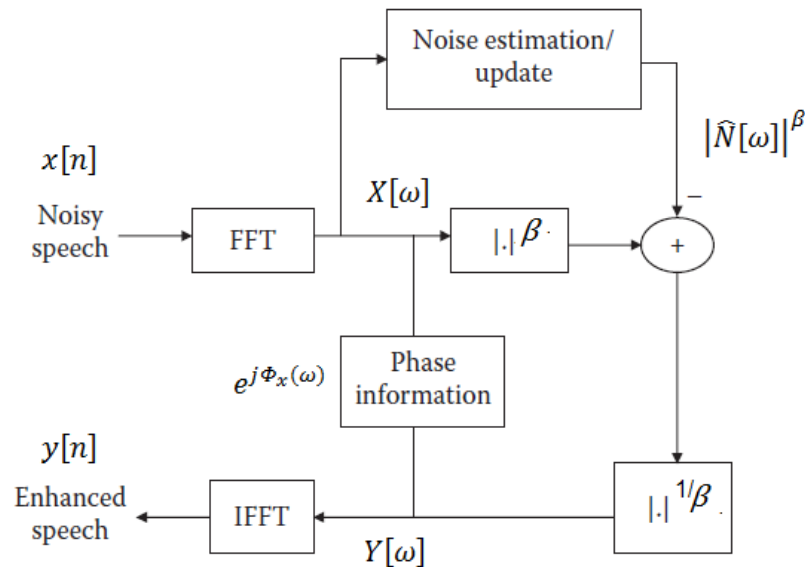 Noise estimation/
update
|N̂[ω]|^β
x[n]
Noisy
speech
FFT
X[ω]
|.|^β.
−
+
e^{jΦ_x(ω)}
Phase
information
y[n]
Enhanced
speech
IFFT
Y[ω]
|.|^{1/β}.